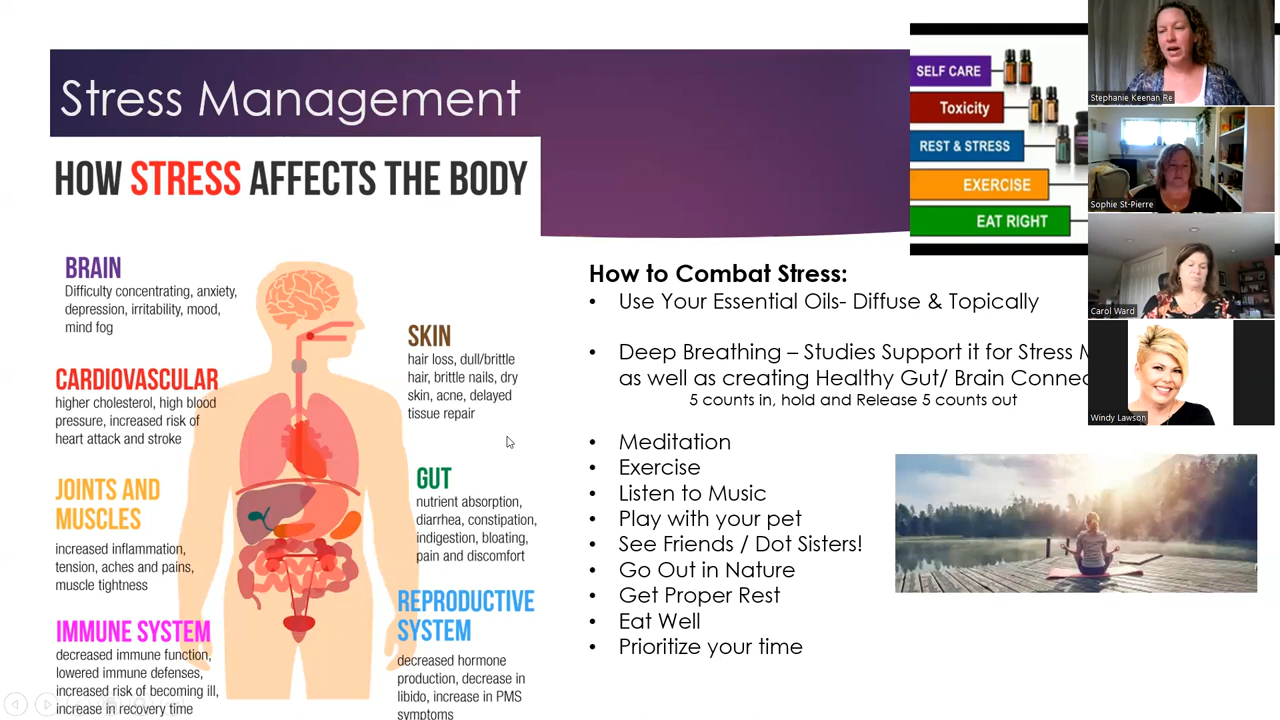 Stress Management
HOW STRESS AFFECTS THE BODY
BRAIN
Difficulty concentrating, anxiety,
depression, irritability, mood,
mind fog
CARDIOVASCULAR
higher cholesterol, high blood
pressure, increased risk of
heart attack and stroke
JOINTS AND
MUSCLES
increased inflammation,
tension, aches and pains,
muscle tightness
IMMUNE SYSTEM
decreased immune function,
lowered immune defenses,
increased risk of becoming ill,
increase in recovery time
SKIN
hair loss, dull/brittle
hair, brittle nails, dry
skin, acne, delayed
tissue repair
GUT
nutrient absorption,
diarrhea, constipation,
indigestion, bloating,
pain and discomfort
REPRODUCTIVE
SYSTEM
decreased hormone
production, decrease in
libido, increase in PMS
symptoms
How to Combat Stress:
• Use Your Essential Oils- Diffuse & Topically
• Deep Breathing – Studies Support it for Stress M
as well as creating Healthy Gut/ Brain Connec
5 counts in, hold and Release 5 counts out
• Meditation
• Exercise
• Listen to Music
• Play with your pet
• See Friends / Dot Sisters!
• Go Out in Nature
• Get Proper Rest
• Eat Well
• Prioritize your time
SELF CARE
Toxicity
REST & STRESS
EXERCISE
EAT RIGHT
Stephanie Keenan Re
Sophie St-Pierre
Carol Ward
Windy Lawson